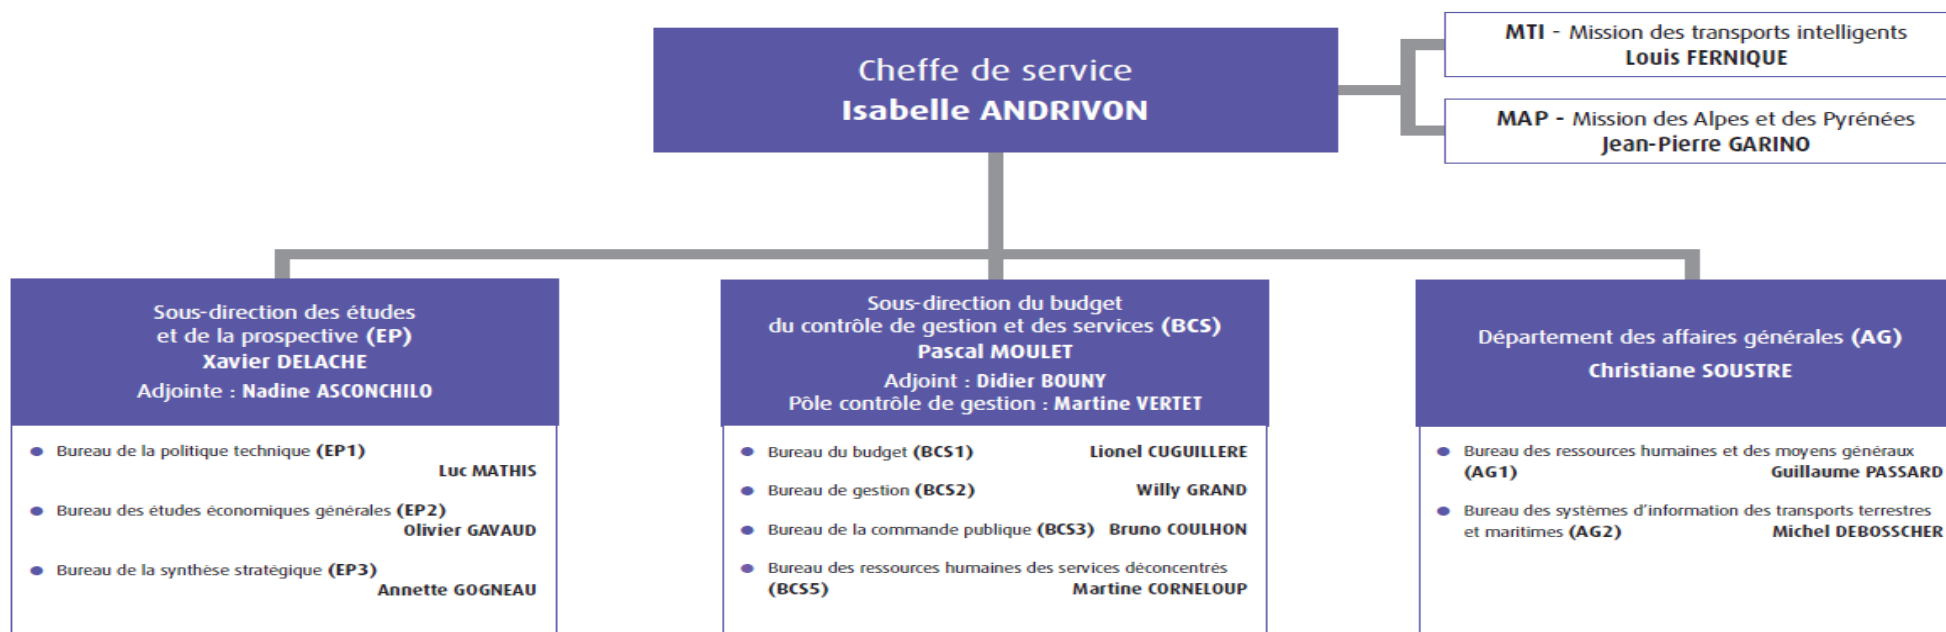 Cheffe de service
Isabelle ANDRIVON
MTI - Mission des transports intelligents
Louis FERNIQUE
MAP - Mission des Alpes et des Pyrénées
Jean-Pierre GARINO
Sous-direction des études
et de la prospective (EP)
Xavier DELACHE
Adjointe : Nadine ASCONCHILO
Bureau de la politique technique (EP1)
Luc MATHIS
Bureau des études économiques générales (EP2)
Olivier GAVAUD
Bureau de la synthèse stratégique (EP3)
Annette GOGNEAU
Sous-direction du budget
du contrôle de gestion et des services (BCS)
Pascal MOULET
Adjoint : Didier BOUNY
Pôle contrôle de gestion : Martine VERTET
Bureau du budget (BCS1) Lionel CUGUILLERE
Bureau de gestion (BCS2) Willy GRAND
Bureau de la commande publique (BCS3) Bruno COULHON
Bureau des ressources humaines des services déconcentrés
(BCS5) Martine CORNELOUP
Département des affaires générales (AG)
Christiane SOUSTRE
Bureau des ressources humaines et des moyens généraux
(AG1) Guillaume PASSARD
Bureau des systèmes d'information des transports terrestres
et maritimes (AG2) Michel DEBOSSCHER